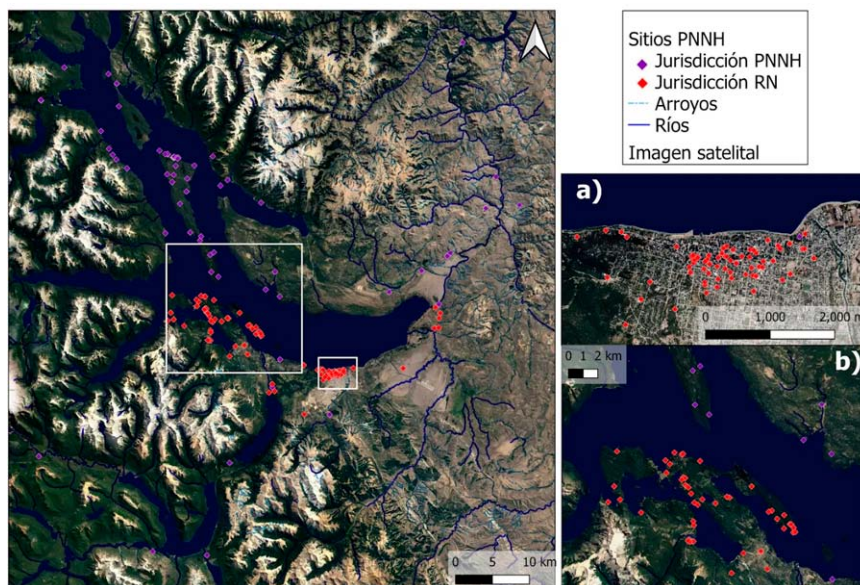 Sitios PNNH
Jurisdicción PNNH
Jurisdicción RN
Arroyos
Ríos
Imagen satelital
a)
0 1,000 2,000 m
0 1 2 km
b)
0 5 10 km